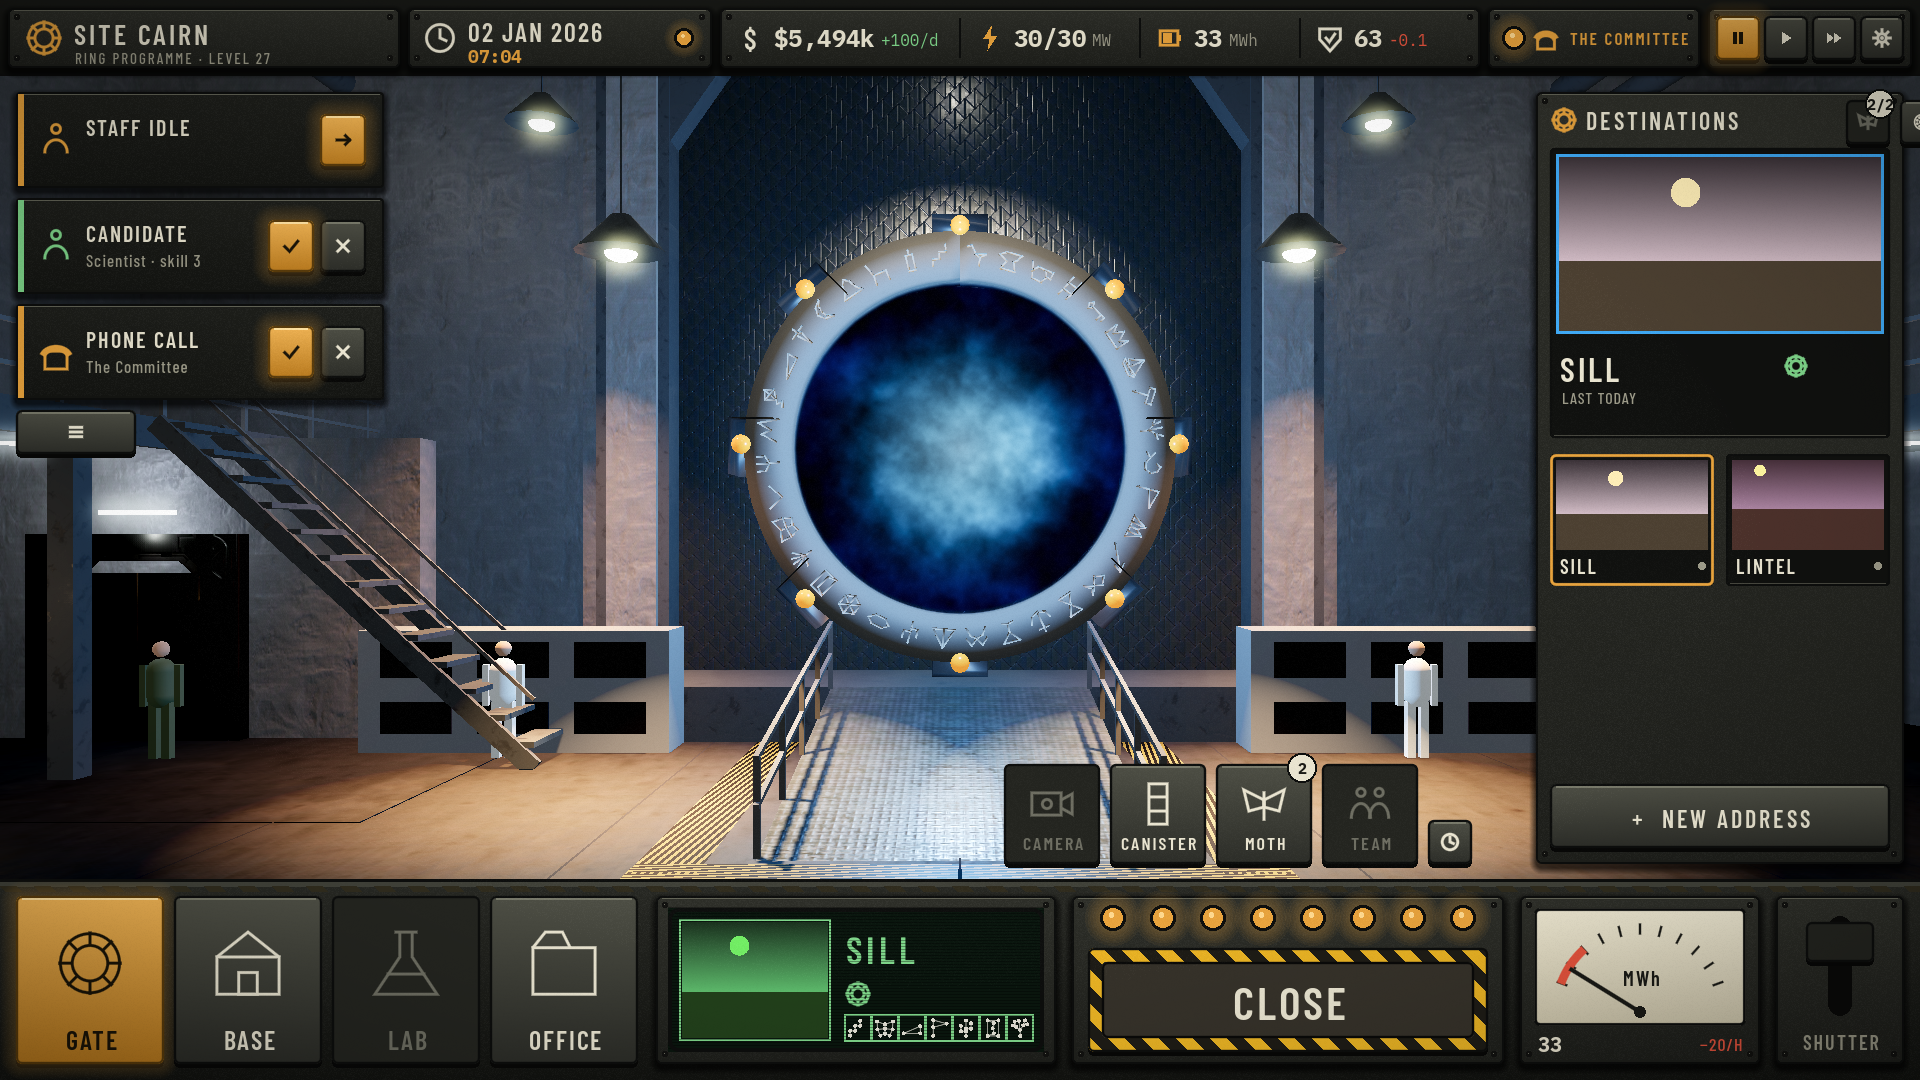 SITE CAIRN
RING PROGRAMME · LEVEL 27
02 JAN 2026
07:04
$ $5,494k +100/d
30/30 MW
33 MWh
63 -0.1
THE COMMITTEE
STAFF IDLE
CANDIDATE
Scientist · skill 3
PHONE CALL
The Committee
DESTINATIONS
2/2
SILL
LAST TODAY
SILL
LINTEL
+ NEW ADDRESS
CAMERA
CANISTER
2
MOTH
TEAM
GATE
BASE
LAB
OFFICE
SILL
CLOSE
MWh
33
-20/H
SHUTTER